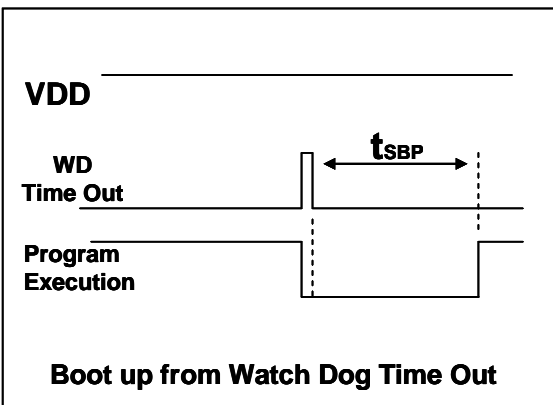 VDD
WD
Time Out
tSBP
Program
Execution
Boot up from Watch Dog Time Out